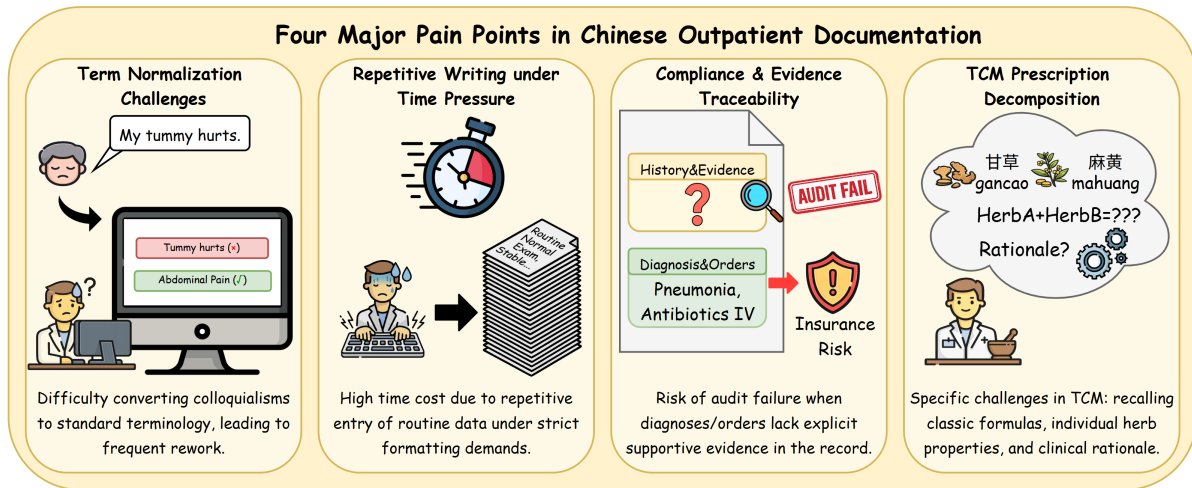 Four Major Pain Points in Chinese Outpatient Documentation
Term Normalization
Challenges
My tummy hurts.
Tummy hurts (×)
Abdominal Pain (√)
?
Difficulty converting colloquialisms
to standard terminology, leading to
frequent rework.
Repetitive Writing under
Time Pressure
Routine
Normal
Exam,
Stable...
High time cost due to repetitive
entry of routine data under strict
formatting demands.
Compliance & Evidence
Traceability
History&Evidence
?
AUDIT FAIL
Diagnosis&Orders
Pneumonia,
Antibiotics IV
Insurance
Risk
Risk of audit failure when
diagnoses/orders lack explicit
supportive evidence in the record.
TCM Prescription
Decomposition
甘草 麻黄
gancao mahuang
HerbA+HerbB=???
Rationale?
Specific challenges in TCM: recalling
classic formulas, individual herb
properties, and clinical rationale.